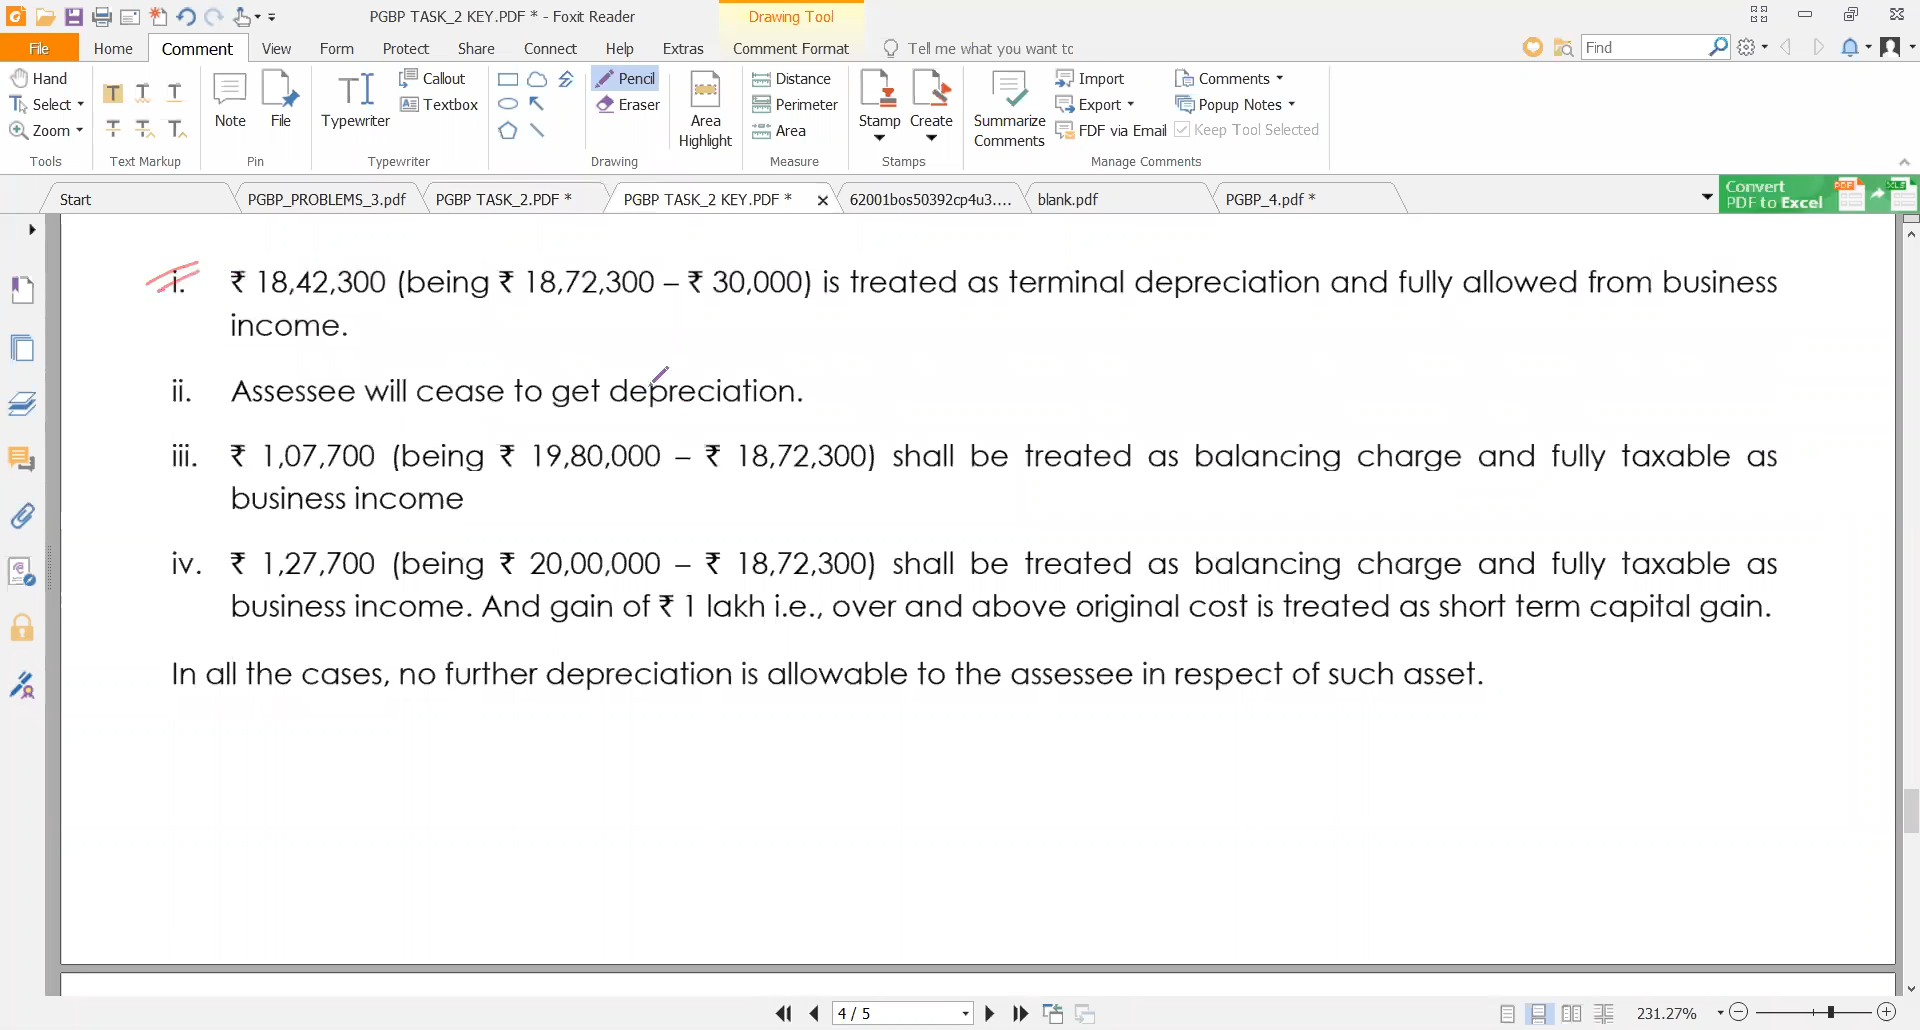 PGBP TASK_2 KEY.PDF * - Foxit Reader
Drawing Tool
File Home Comment View Form Protect Share Connect Help Extras Comment Format Tell me what you want to Find
Hand
Select
Zoom
Tools
Text Markup
Note File
Pin
Typewriter
Callout
Textbox
Typewriter
Pencil
Eraser
Drawing
Area
Highlight
Distance
Perimeter
Area
Measure
Stamp Create
Stamps
Summarize
Comments
Import
Export
FDF via Email
Comments
Popup Notes
Keep Tool Selected
Manage Comments
Start PGBP_PROBLEMS_3.pdf PGBP TASK_2.PDF * PGBP TASK_2 KEY.PDF * 62001bos50392cp4u3.... blank.pdf PGBP_4.pdf *
Convert
PDF to Excel
i. ₹ 18,42,300 (being ₹ 18,72,300 – ₹ 30,000) is treated as terminal depreciation and fully allowed from business
income.
ii. Assessee will cease to get depreciation.
iii. ₹ 1,07,700 (being ₹ 19,80,000 – ₹ 18,72,300) shall be treated as balancing charge and fully taxable as
business income
iv. ₹ 1,27,700 (being ₹ 20,00,000 – ₹ 18,72,300) shall be treated as balancing charge and fully taxable as
business income. And gain of ₹ 1 lakh i.e., over and above original cost is treated as short term capital gain.
In all the cases, no further depreciation is allowable to the assessee in respect of such asset.
4 / 5
231.27%